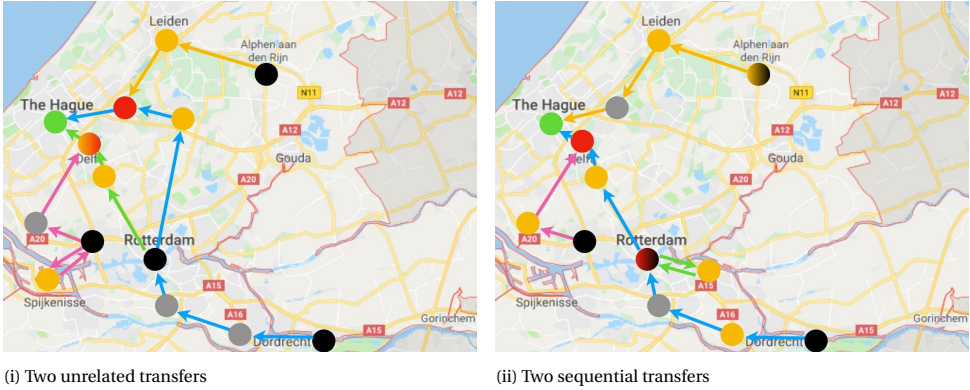 Leiden
Alphen aan
den Rijn
N11
The Hague
A12
A12
A12
Delft
Gouda
A20
A20
Rotterdam
A15
Spijkenisse
A16
Dordrecht
A15
Gorinchem
(i) Two unrelated transfers
Leiden
Alphen aan
den Rijn
N11
The Hague
A12
A12
A12
Delft
Gouda
A20
A20
Rotterdam
A15
Spijkenisse
A16
Dordrecht
A15
Gorinchem
(ii) Two sequential transfers